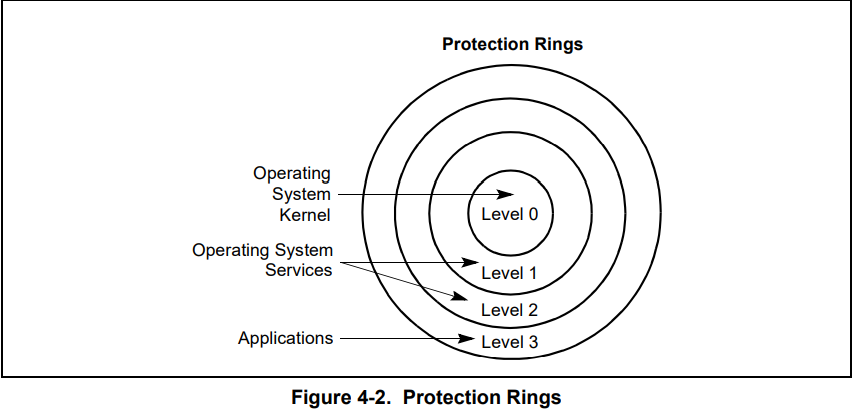 Protection Rings
Operating
System
Kernel
Level 0
Operating System
Services
Level 1
Level 2
Applications
Level 3
Figure 4-2. Protection Rings